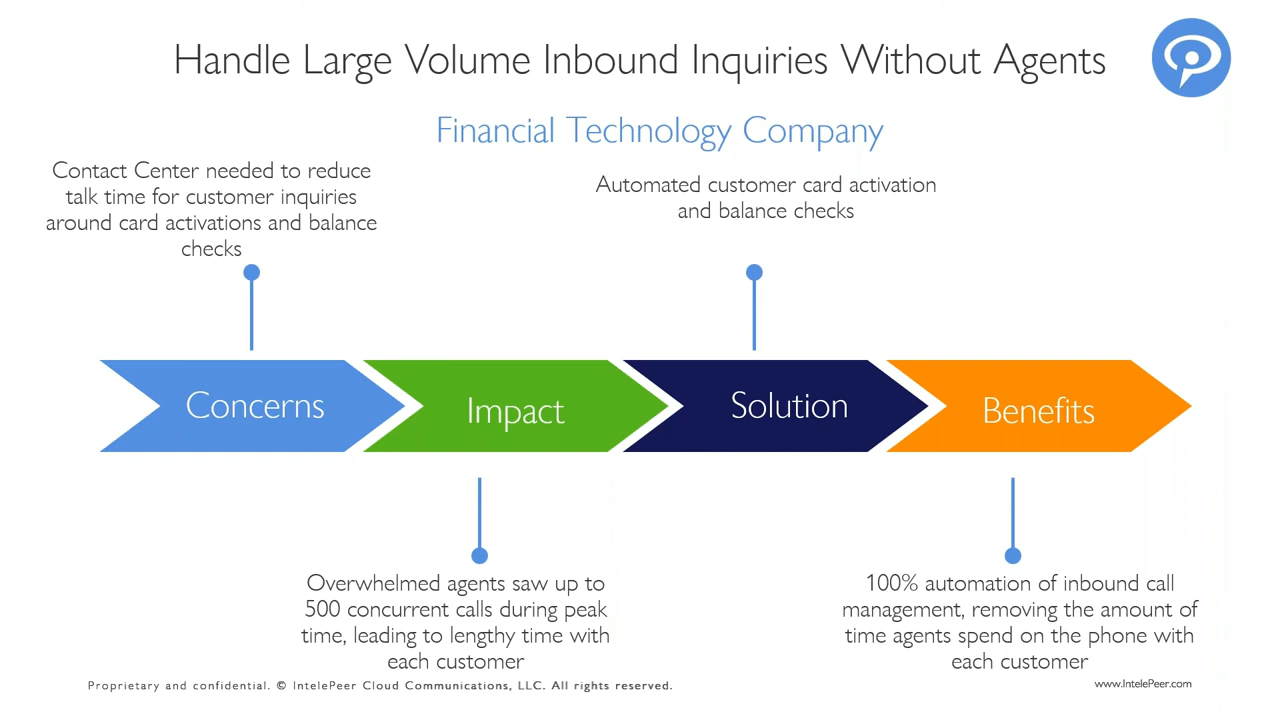 Handle Large Volume Inbound Inquiries Without Agents
Financial Technology Company
Contact Center needed to reduce
talk time for customer inquiries
around card activations and balance
checks
Automated customer card activation
and balance checks
Concerns
Impact
Solution
Benefits
Overwhelmed agents saw up to
500 concurrent calls during peak
time, leading to lengthy time with
each customer
100% automation of inbound call
management, removing the amount of
time agents spend on the phone with
each customer
Proprietary and confidential. © IntelePeer Cloud Communications, LLC. All rights reserved.
www.IntelePeer.com